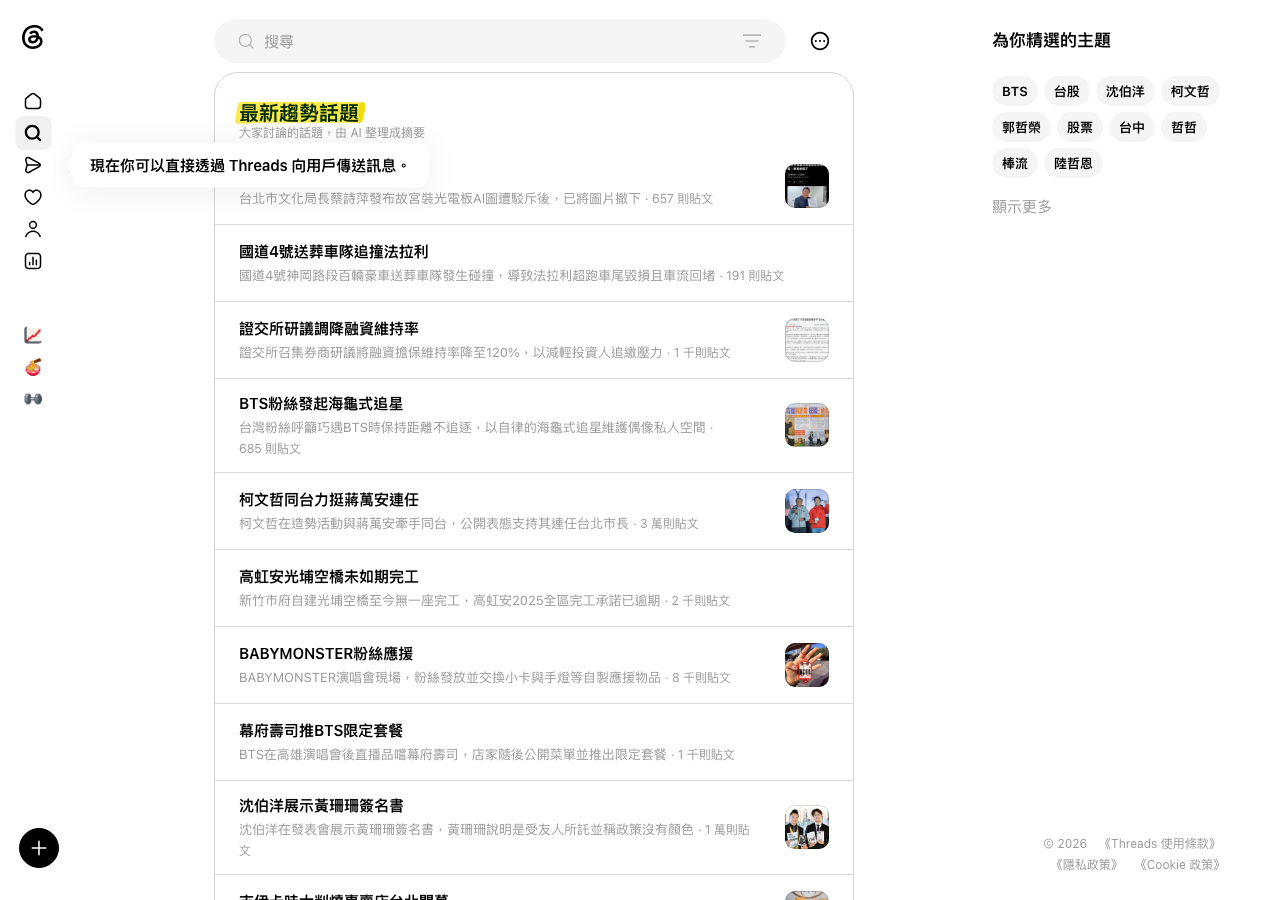 搜尋
最新趨勢話題
大家討論的話題，由 AI 整理成摘要
現在你可以直接透過 Threads 向用戶傳送訊息。
台北市文化局長蔡詩萍發布故宮裝光電板AI圖遭駁斥後，已將圖片撤下 · 657 則貼文
國道4號送葬車隊追撞法拉利
國道4號神岡路段百輛豪車送葬車隊發生碰撞，導致法拉利超跑車尾毀損且車流回堵 · 191 則貼文
證交所研議調降融資維持率
證交所召集券商研議將融資擔保維持率降至120%，以減輕投資人追繳壓力 · 1 千則貼文
BTS粉絲發起海龜式追星
台灣粉絲呼籲巧遇BTS時保持距離不追逐，以自律的海龜式追星維護偶像私人空間 ·
685 則貼文
柯文哲同台力挺蔣萬安連任
柯文哲在造勢活動與蔣萬安牽手同台，公開表態支持其連任台北市長 · 3 萬則貼文
高虹安光埔空橋未如期完工
新竹市府自建光埔空橋至今無一座完工，高虹安2025全區完工承諾已逾期 · 2 千則貼文
BABYMONSTER粉絲應援
BABYMONSTER演唱會現場，粉絲發放並交換小卡與手燈等自製應援物品 · 8 千則貼文
幕府壽司推BTS限定套餐
BTS在高雄演唱會後直播品嚐幕府壽司，店家隨後公開菜單並推出限定套餐 · 1 千則貼文
沈伯洋展示黃珊珊簽名書
沈伯洋在發表會展示黃珊珊簽名書，黃珊珊說明是受友人所託並稱政策沒有顏色 · 1 萬則貼
文
為你精選的主題
BTS 台股 沈伯洋 柯文哲
郭哲榮 股票 台中 哲哲
棒流 陸哲恩
顯示更多
© 2026 《Threads 使用條款》
《隱私政策》 《Cookie 政策》